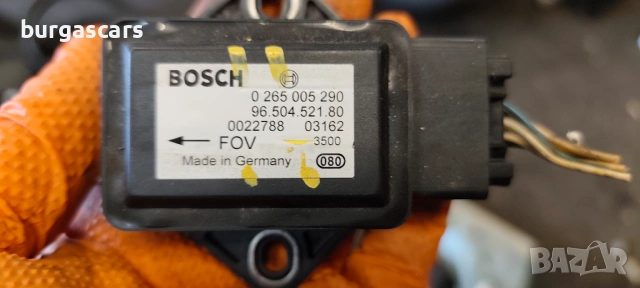 burgascars
BOSCH
0 265 005 290
96.504.521.80
0022788 03162
← FOV 3500
Made in Germany 080
BAZAR